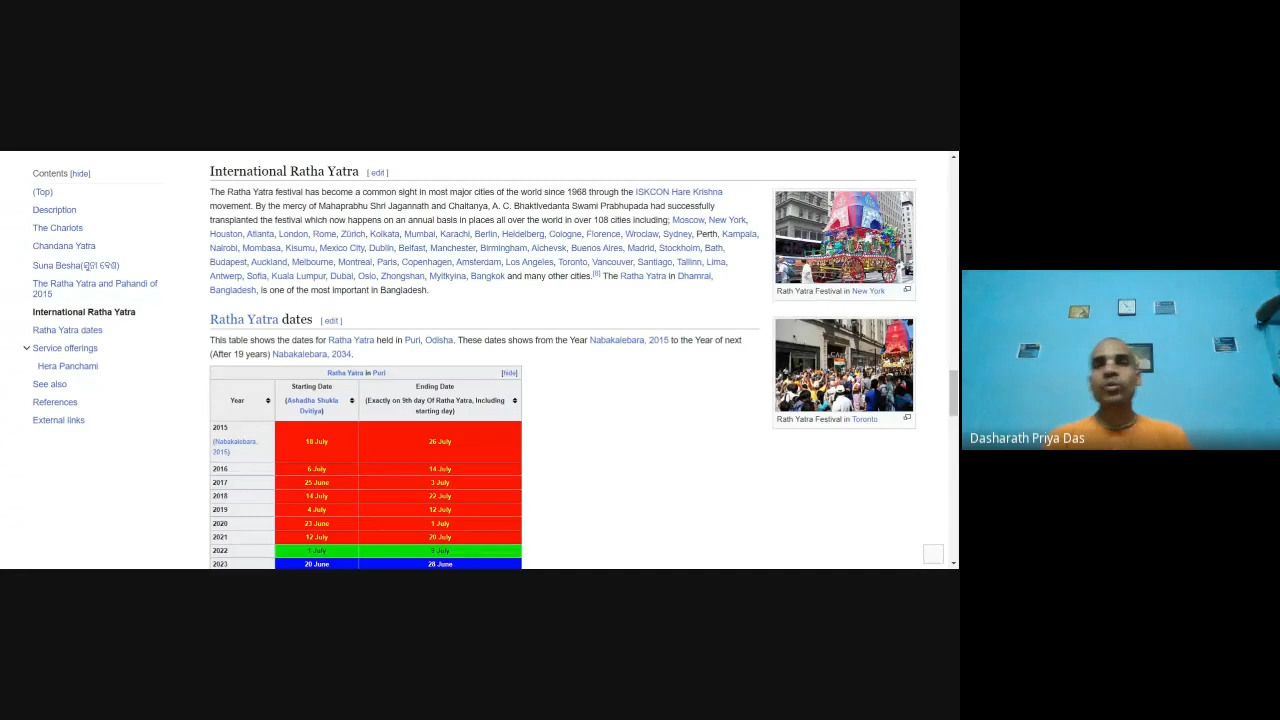 Contents [hide]
(Top)
Description
The Chariots
Chandana Yatra
Suna Besha(ସୁନା ବେଶ)
The Ratha Yatra and Pahandi of
2015
International Ratha Yatra
Ratha Yatra dates
Service offerings
Hera Panchami
See also
References
External links
International Ratha Yatra [ edit ]
The Ratha Yatra festival has become a common sight in most major cities of the world since 1968 through the ISKCON Hare Krishna
movement. By the mercy of Mahaprabhu Shri Jagannath and Chaitanya, A. C. Bhaktivedanta Swami Prabhupada had successfully
transplanted the festival which now happens on an annual basis in places all over the world in over 108 cities including; Moscow, New York,
Houston, Atlanta, London, Rome, Zürich, Kolkata, Mumbai, Karachi, Berlin, Heidelberg, Cologne, Florence, Wroclaw, Sydney, Perth, Kampala,
Nairobi, Mombasa, Kisumu, Mexico City, Dublin, Belfast, Manchester, Birmingham, Alchevsk, Buenos Aires, Madrid, Stockholm, Bath,
Budapest, Auckland, Melbourne, Montreal, Paris, Copenhagen, Amsterdam, Los Angeles, Toronto, Vancouver, Santiago, Tallinn, Lima,
Antwerp, Sofia, Kuala Lumpur, Dubai, Oslo, Zhongshan, Myitkyina, Bangkok and many other cities.[8] The Ratha Yatra in Dhamrai,
Bangladesh, is one of the most important in Bangladesh.
Rath Yatra Festival in New York
Ratha Yatra dates [ edit ]
This table shows the dates for Ratha Yatra held in Puri, Odisha. These dates shows from the Year Nabakalebara, 2015 to the Year of next
(After 19 years) Nabakalebara, 2034.
Rath Yatra Festival in Toronto
Ratha Yatra in Puri [hide]
Year
Starting Date
(Ashadha Shukla
Dvitiya)
Ending Date
(Exactly on 9th day Of Ratha Yatra, Including
starting day)
2015
(Nabakalebara,
2015)
18 July 26 July
2016 6 July 14 July
2017 25 June 3 July
2018 14 July 22 July
2019 4 July 12 July
2020 23 June 1 July
2021 12 July 20 July
2022 1 July 9 July
2023 20 June 28 June
Dasharath Priya Das